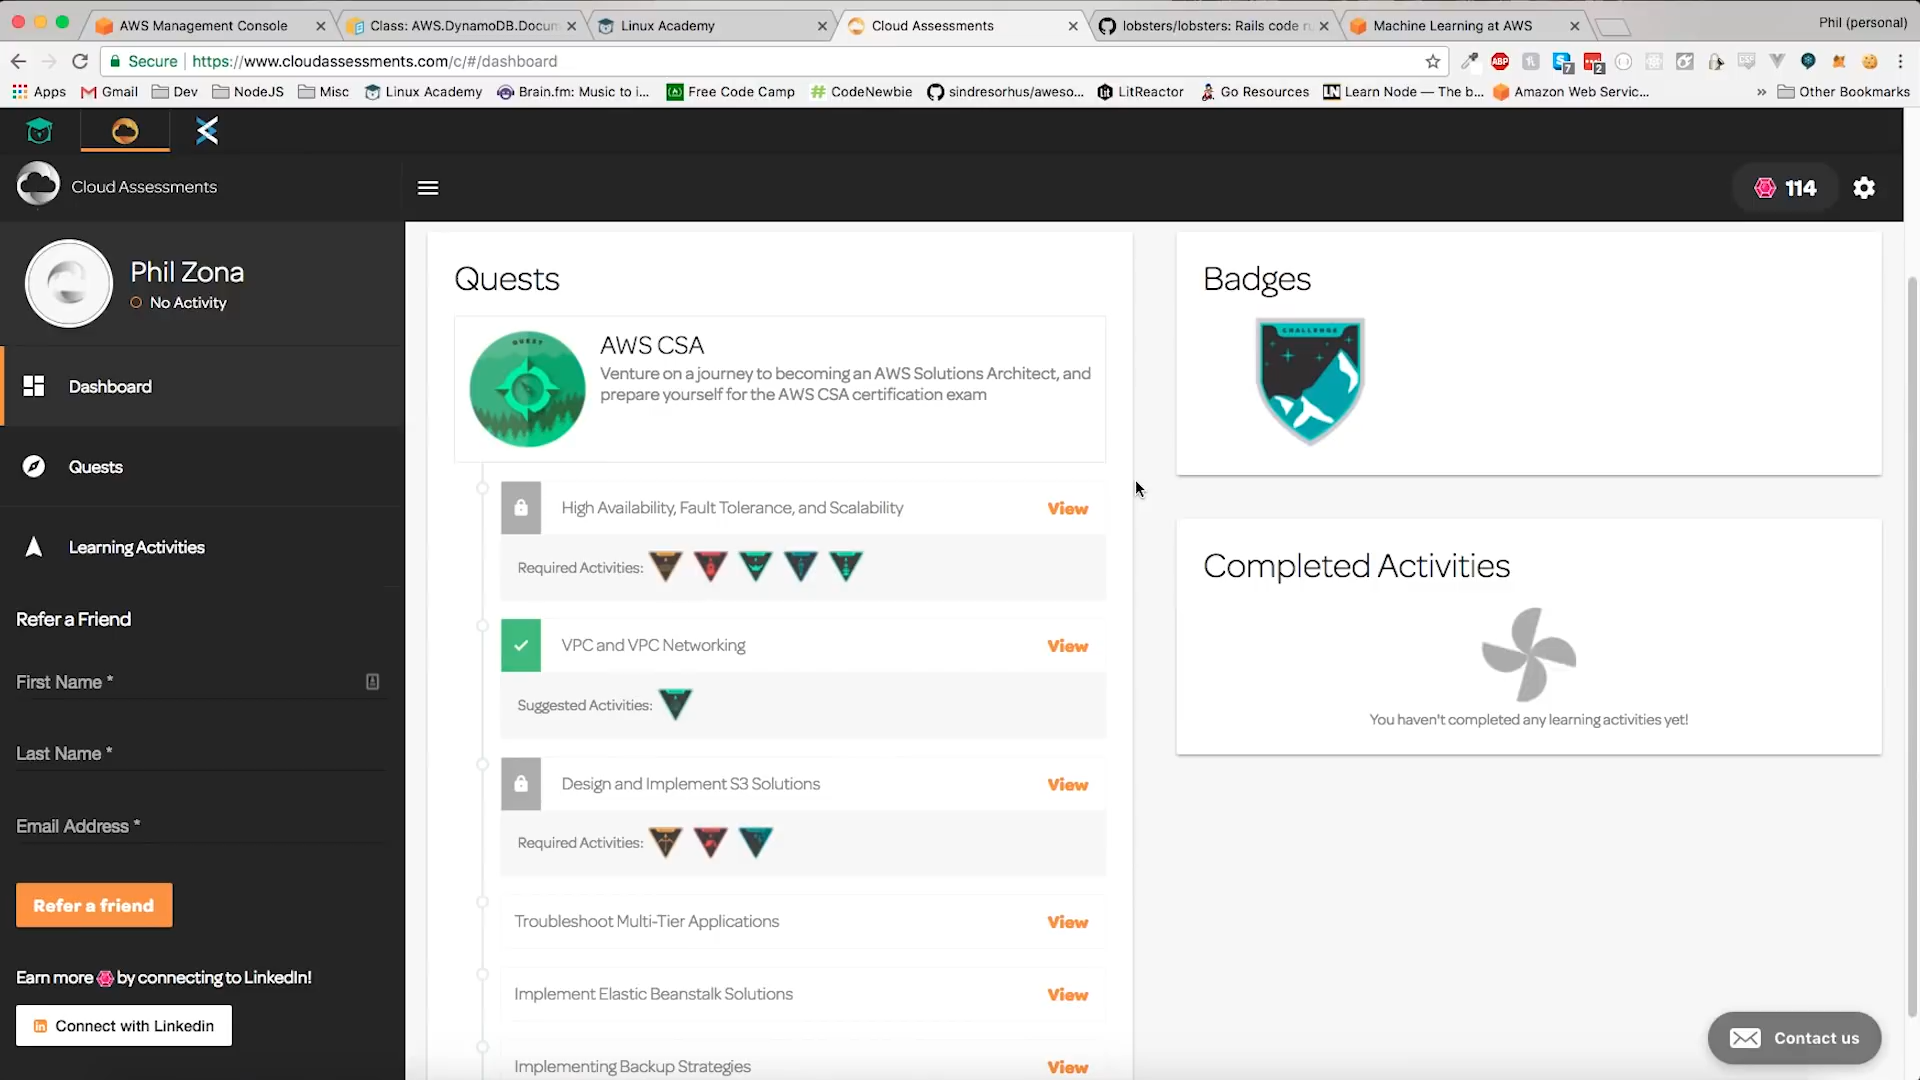 AWS Management Console
Class: AWS.DynamoDB.Docum
Linux Academy
Cloud Assessments
lobsters/lobsters: Rails code ru
Machine Learning at AWS
Phil (personal)
Secure
https://www.cloudassessments.com/c/#/dashboard
ABP
7
2
Apps
Gmail
Dev
NodeJS
Misc
Linux Academy
Brain.fm: Music to i...
Free Code Camp
CodeNewbie
sindresorhus/aweso...
LitReactor
Go Resources
Learn Node — The b...
Amazon Web Servic...
»
Other Bookmarks
Cloud Assessments
114
Phil Zona
No Activity
Dashboard
Quests
Learning Activities
Refer a Friend
First Name *
Last Name *
Email Address *
Refer a friend
Earn more by connecting to LinkedIn!
Connect with Linkedin
Quests
QUEST
AWS CSA
Venture on a journey to becoming an AWS Solutions Architect, and
prepare yourself for the AWS CSA certification exam
High Availability, Fault Tolerance, and Scalability
View
Required Activities:
VPC and VPC Networking
View
Suggested Activities:
Design and Implement S3 Solutions
View
Required Activities:
Troubleshoot Multi-Tier Applications
View
Implement Elastic Beanstalk Solutions
View
Implementing Backup Strategies
View
Badges
CHALLENGE
Completed Activities
You haven't completed any learning activities yet!
Contact us